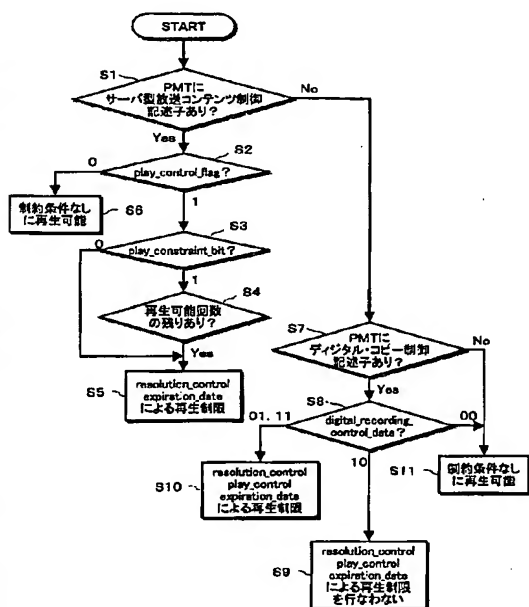 START
S1
PMTに
サーバ型放送コンテンツ制御
記述子あり?
No
Yes
S2
0
play_control_flag?
1
制約条件なし
に再生可能
S6
S3
0
play_constraint_bit?
1
S4
再生可能回数
の残りあり?
Yes
S5
resolution_control
expiration_date
による再生制限
S7
PMTに
ディジタル・コピー制御
記述子あり?
No
Yes
S8
01, 11
digital_recording_
control_data?
00
10
S10
resolution_control
play_control
expiration_data
による再生制限
制約条件なし
に再生可能
S11
S9
resolution_control
play_control
expiration_data
による再生制限
を行なわない